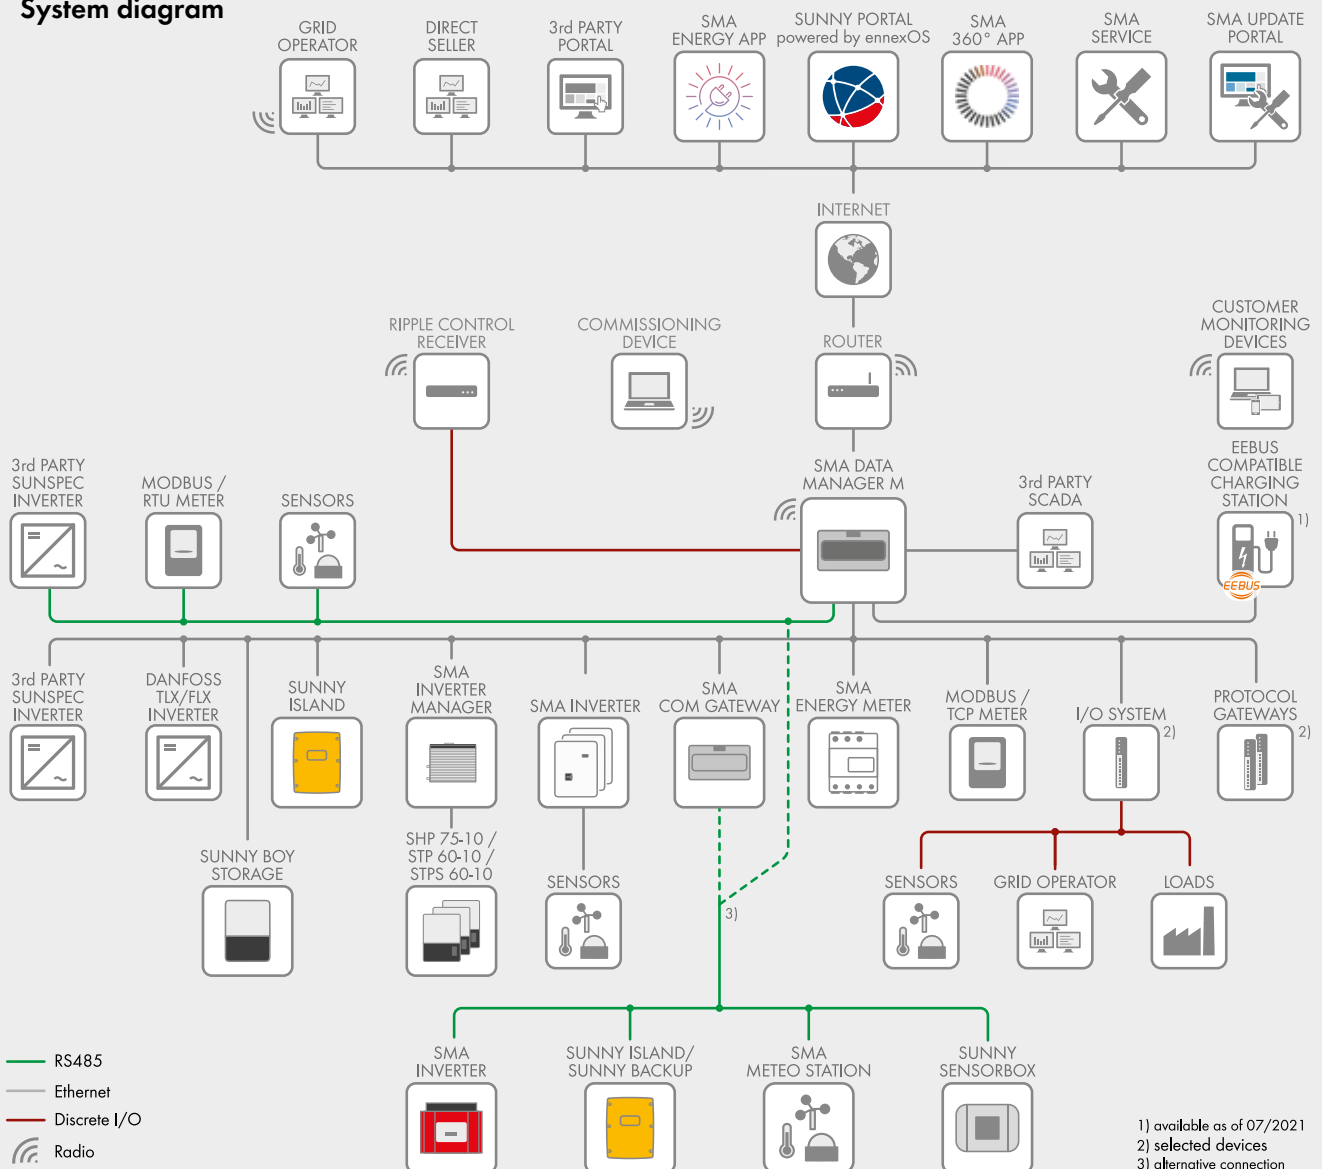 System diagram
GRID
OPERATOR
DIRECT
SELLER
3rd PARTY
PORTAL
SMA
ENERGY APP
SUNNY PORTAL
powered by ennexOS
SMA
360° APP
SMA
SERVICE
SMA UPDATE
PORTAL
INTERNET
RIPPLE CONTROL
RECEIVER
COMMISSIONING
DEVICE
ROUTER
CUSTOMER
MONITORING
DEVICES
3rd PARTY
SUNSPEC
INVERTER
MODBUS /
RTU METER
SENSORS
SMA DATA
MANAGER M
3rd PARTY
SCADA
EEBUS
COMPATIBLE
CHARGING
STATION
1)
EEBUS
3rd PARTY
SUNSPEC
INVERTER
DANFOSS
TLX/FLX
INVERTER
SUNNY
ISLAND
SMA
INVERTER
MANAGER
SMA INVERTER
SMA
COM GATEWAY
SMA
ENERGY METER
MODBUS /
TCP METER
I/O SYSTEM
2)
PROTOCOL
GATEWAYS
2)
SUNNY BOY
STORAGE
SHP 75-10 /
STP 60-10 /
STPS 60-10
SENSORS
3)
SENSORS
GRID OPERATOR
LOADS
SMA
INVERTER
SUNNY ISLAND/
SUNNY BACKUP
SMA
METEO STATION
SUNNY
SENSORBOX
RS485
Ethernet
Discrete I/O
Radio
1) available as of 07/2021
2) selected devices
3) alternative connection